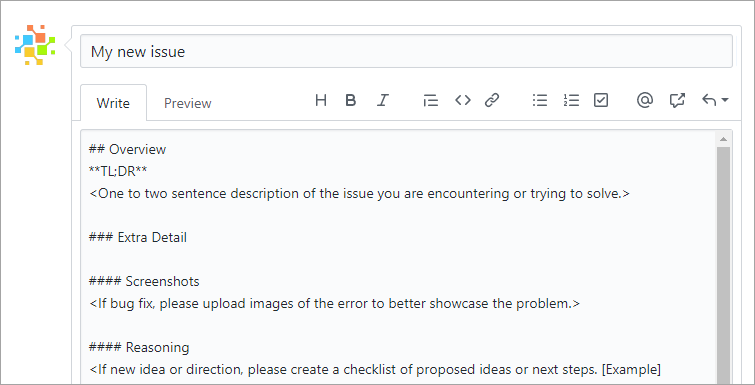 My new issue
Write Preview
## Overview
**TL;DR**
<One to two sentence description of the issue you are encountering or trying to solve.>
### Extra Detail
#### Screenshots
<If bug fix, please upload images of the error to better showcase the problem.>
#### Reasoning
<If new idea or direction, please create a checklist of proposed ideas or next steps. [Example]